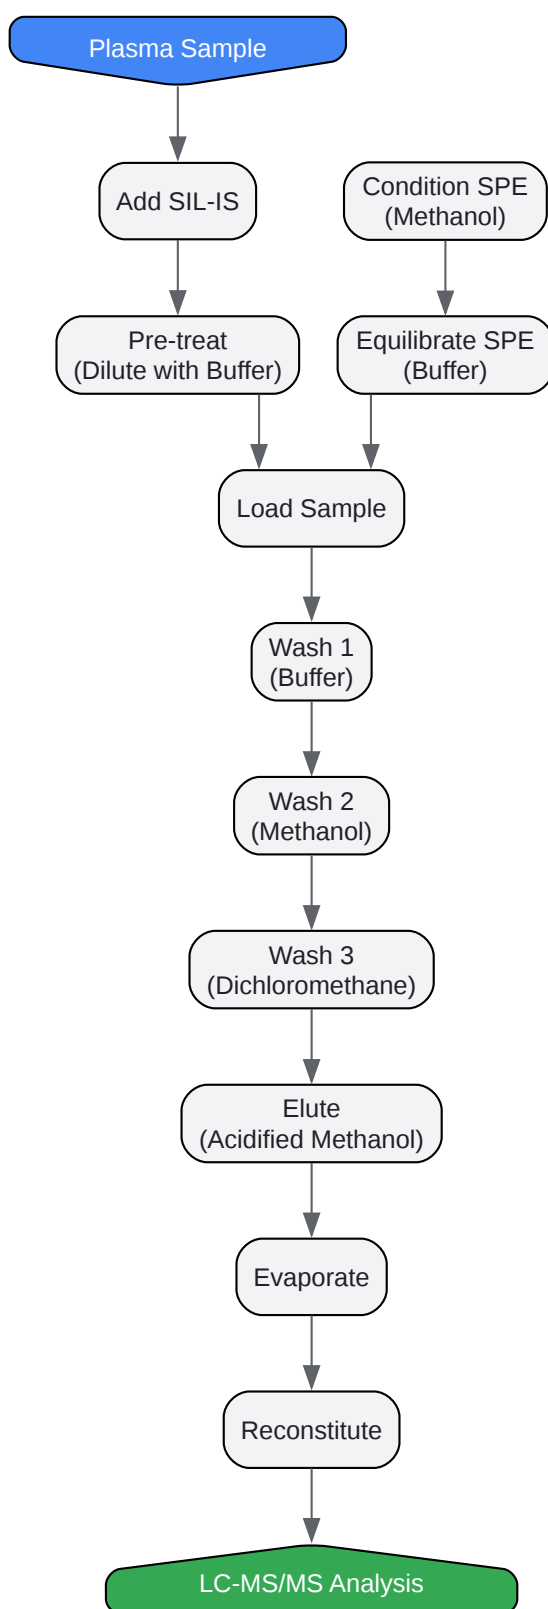 Plasma Sample
Add SIL-IS
Condition SPE
(Methanol)
Pre-treat
(Dilute with Buffer)
Equilibrate SPE
(Buffer)
Load Sample
Wash 1
(Buffer)
Wash 2
(Methanol)
Wash 3
(Dichloromethane)
Elute
(Acidified Methanol)
Evaporate
Reconstitute
LC-MS/MS Analysis